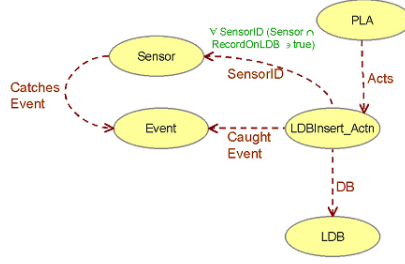 PLA
∀ SensorID (Sensor ∩
RecordOnLDB ∍ true)
Sensor
SensorID
Acts
Catches
Event
Event
Caught
Event
LDBInsert_Actn
DB
LDB